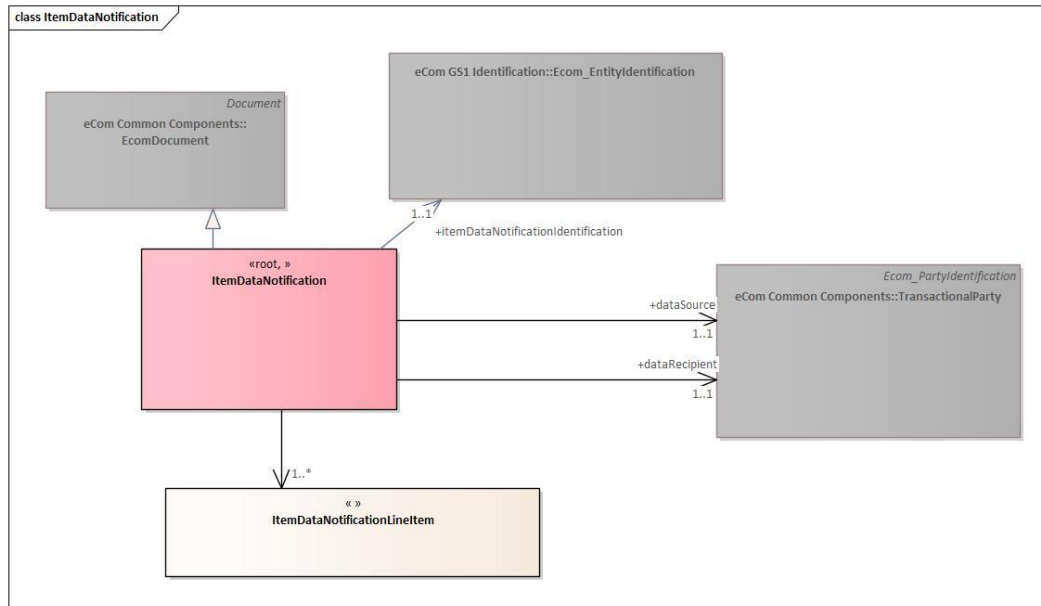 class ItemDataNotification
eCom GS1 Identification::Ecom_EntityIdentification
Document
eCom Common Components::
EcomDocument
1..1
+itemDataNotificationIdentification
«root, »
ItemDataNotification
Ecom_PartyIdentification
eCom Common Components::TransactionalParty
+dataSource
1..1
+dataRecipient
1..1
1..*
« »
ItemDataNotificationLineItem